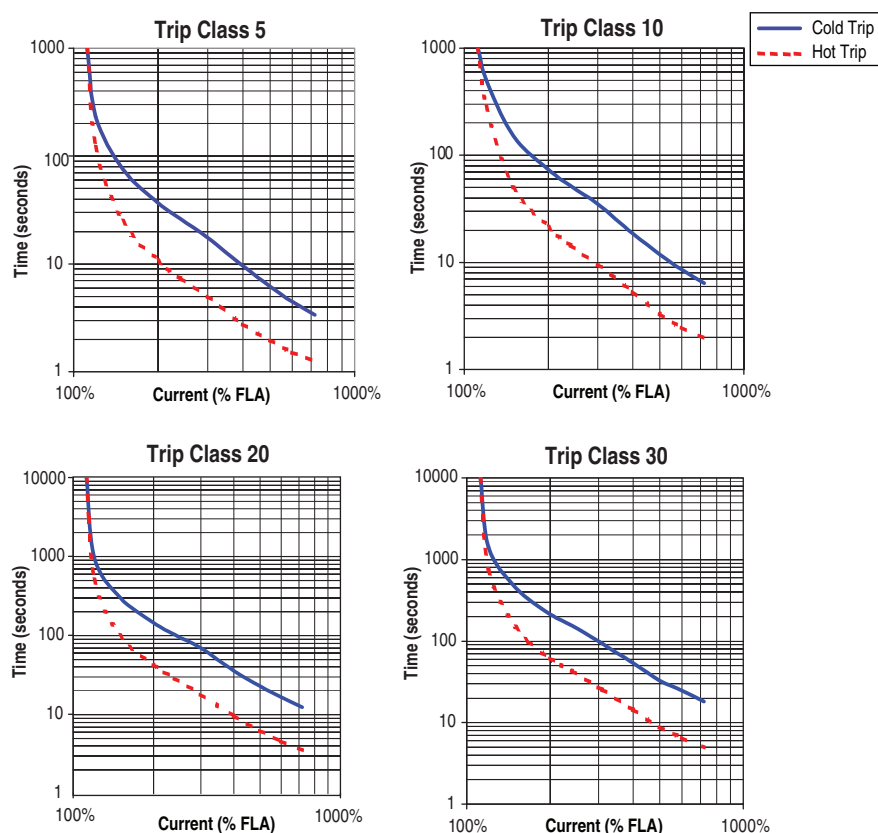 Trip Class 5
Trip Class 10
Cold Trip
Hot Trip
1000
100
10
1
Time (seconds)
100%
Current (% FLA)
1000%
1000
100
10
1
Time (seconds)
100%
Current (% FLA)
1000%
Trip Class 20
Trip Class 30
10000
1000
100
10
1
Time (seconds)
100%
Current (% FLA)
1000%
10000
1000
100
10
1
Time (seconds)
100%
Current (% FLA)
1000%